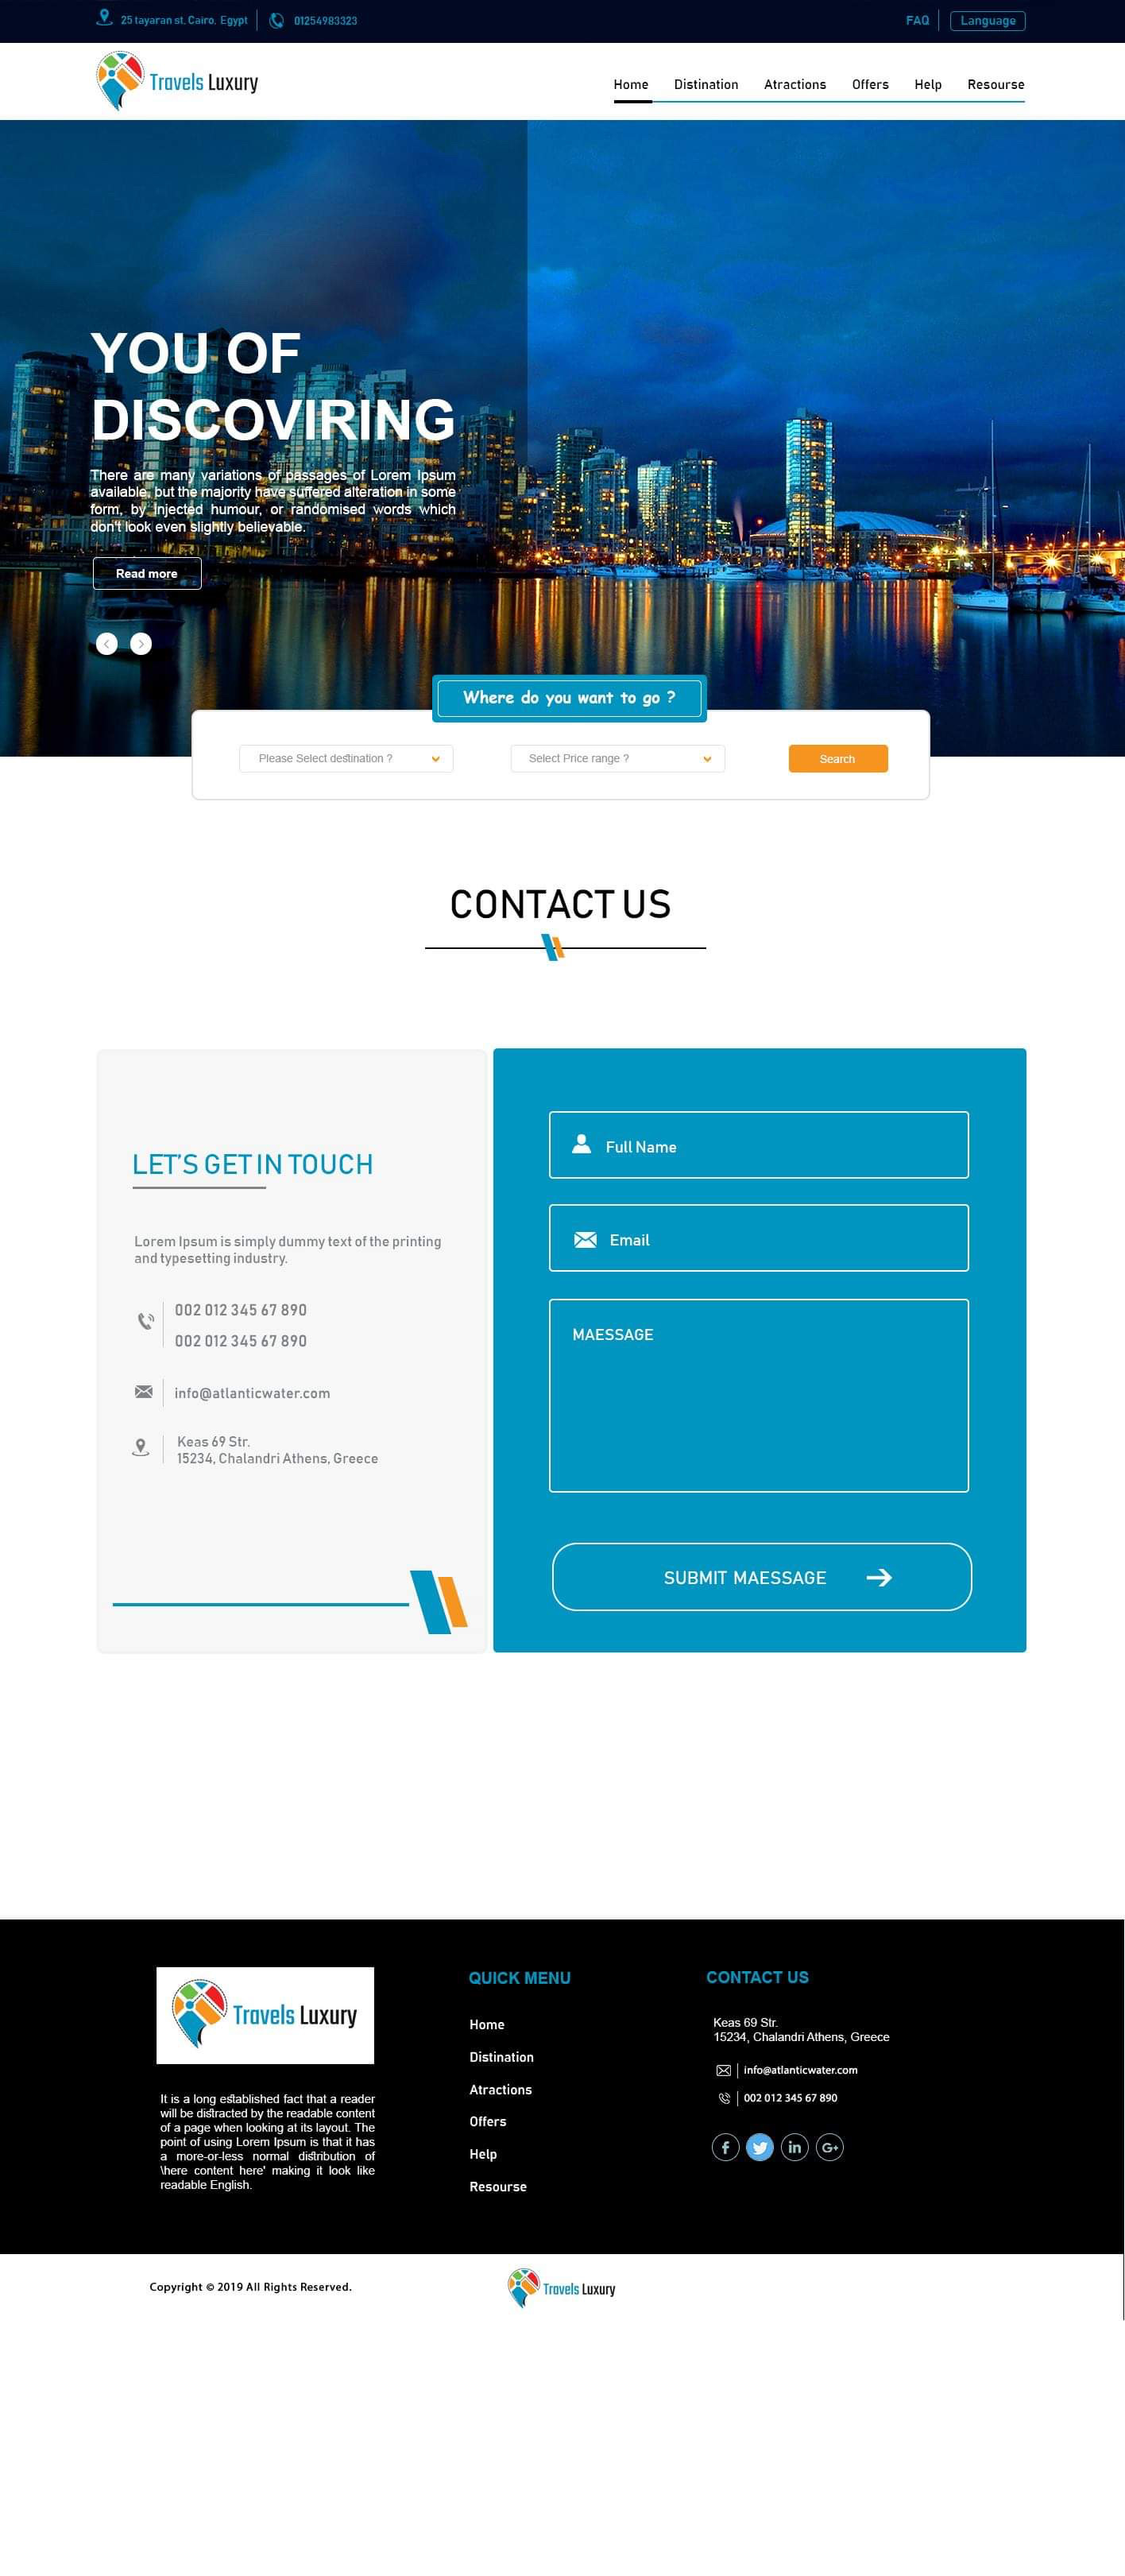 25 tayaran st. Cairo, Egypt
01254983323
FAQ
Language
Travels Luxury
Home
Distination
Atractions
Offers
Help
Resourse
YOU OF
DISCOVIRING
There are many variations of passages of Lorem Ipsum
available, but the majority have suffered alteration in some
form, by injected humour, or randomised words which
don't look even slightly believable.
Read more
Where do you want to go ?
Please Select destination ?
Select Price range ?
Search
CONTACT US
LET'S GET IN TOUCH
Lorem Ipsum is simply dummy text of the printing
and typesetting industry.
002 012 345 67 890
002 012 345 67 890
info@atlanticwater.com
Keas 69 Str.
15234, Chalandri Athens, Greece
Full Name
Email
MAESSAGE
SUBMIT MAESSAGE
Travels Luxury
It is a long established fact that a reader
will be distracted by the readable content
of a page when looking at its layout. The
point of using Lorem Ipsum is that it has
a more-or-less normal distribution of
\here content here' making it look like
readable English.
QUICK MENU
Home
Distination
Atractions
Offers
Help
Resourse
CONTACT US
Keas 69 Str.
15234, Chalandri Athens, Greece
info@atlanticwater.com
002 012 345 67 890
Copyright © 2019 All Rights Reserved.
Travels Luxury